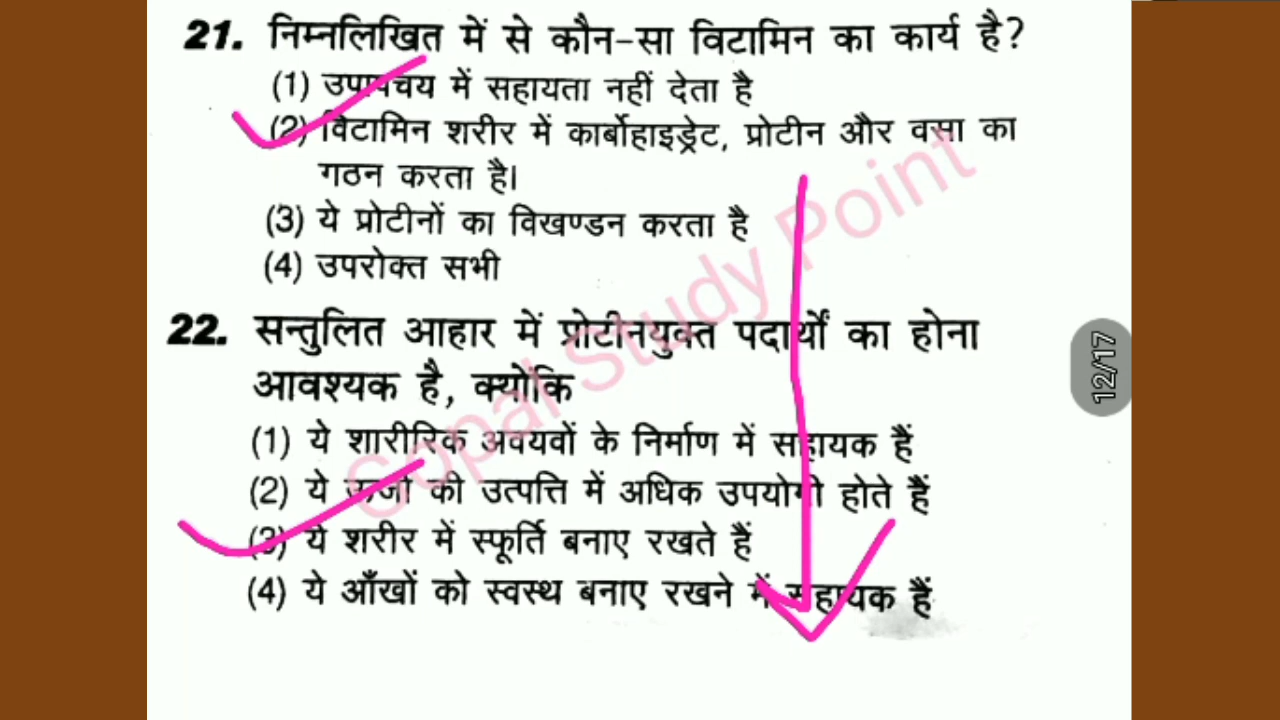 21. निम्नलिखित में से कौन-सा विटामिन का कार्य है?
(1) उपापचय में सहायता नहीं देता है
(2) विटामिन शरीर में कार्बोहाइड्रेट, प्रोटीन और वसा का
गठन करता है।
(3) ये प्रोटीनों का विखण्डन करता है
(4) उपरोक्त सभी
22. सन्तुलित आहार में प्रोटीनयुक्त पदार्थों का होना
आवश्यक है, क्योंकि
(1) ये शारीरिक अवयवों के निर्माण में सहायक हैं
(2) ये ऊर्जा की उत्पत्ति में अधिक उपयोगी होते हैं
(3) ये शरीर में स्फूर्ति बनाए रखते हैं
(4) ये आँखों को स्वस्थ बनाए रखने में सहायक हैं
Gopal Study Point
12/17